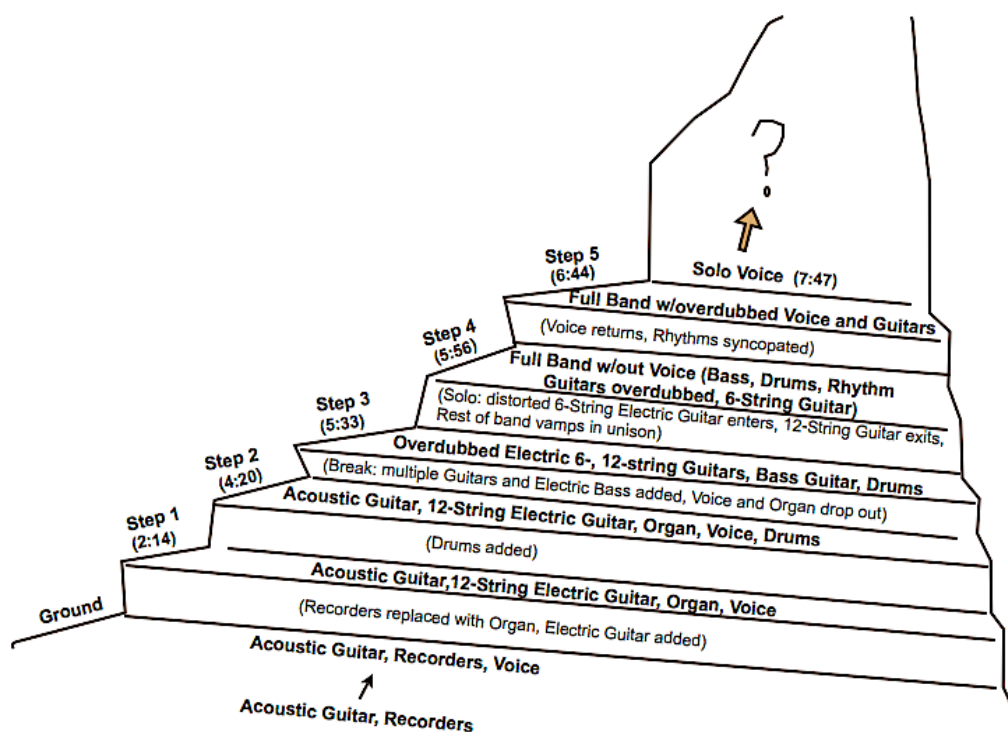 ?
Step 5
(6:44)
Solo Voice (7:47)
Full Band w/overdubbed Voice and Guitars
Step 4
(5:56)
(Voice returns, Rhythms syncopated)
Full Band w/out Voice (Bass, Drums, Rhythm
Guitars overdubbed, 6-String Guitar)
Step 3
(5:33)
(Solo: distorted 6-String Electric Guitar enters, 12-String Guitar exits,
Rest of band vamps in unison)
Overdubbed Electric 6-, 12-string Guitars, Bass Guitar, Drums
Step 2
(4:20)
(Break: multiple Guitars and Electric Bass added, Voice and Organ drop out)
Acoustic Guitar, 12-String Electric Guitar, Organ, Voice, Drums
Step 1
(2:14)
(Drums added)
Acoustic Guitar,12-String Electric Guitar, Organ, Voice
Ground
(Recorders replaced with Organ, Electric Guitar added)
Acoustic Guitar, Recorders, Voice
Acoustic Guitar, Recorders